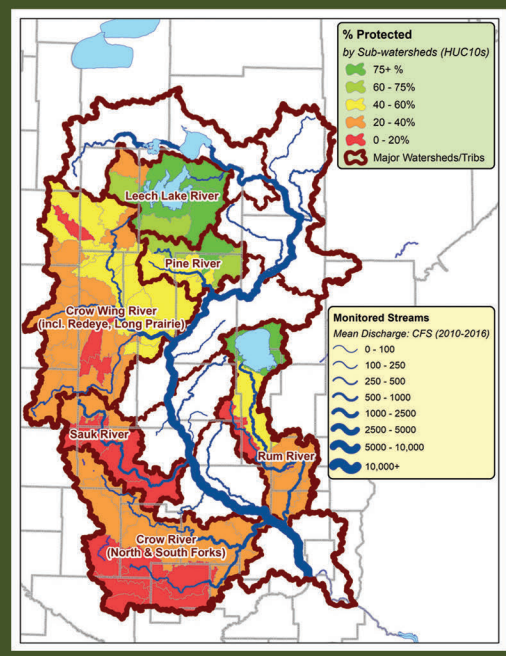 % Protected
by Sub-watersheds (HUC10s)
75+ %
60 - 75%
40 - 60%
20 - 40%
0 - 20%
Major Watersheds/Tribs
Leech Lake River
Pine River
Crow Wing River
(incl. Redeye, Long Prairie)
Monitored Streams
Mean Discharge: CFS (2010-2016)
0 - 100
100 - 250
250 - 500
500 - 1000
1000 - 2500
2500 - 5000
5000 - 10,000
10,000+
Sauk River
Rum River
Crow River
(North & South Forks)